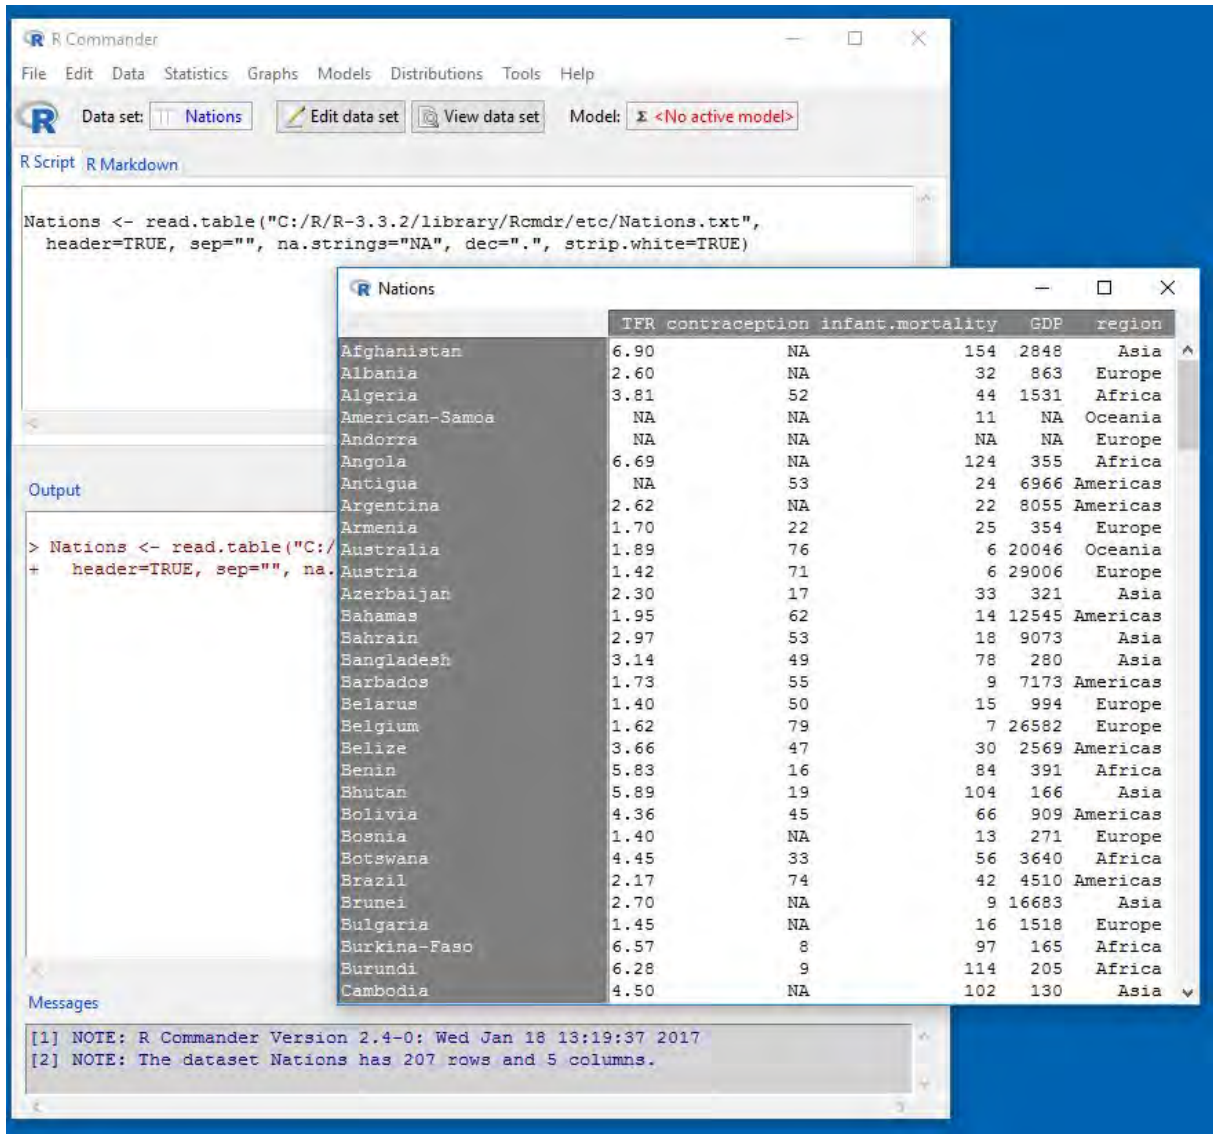 R Commander
File Edit Data Statistics Graphs Models Distributions Tools Help
R Data set: Nations Edit data set View data set Model: Σ <No active model>
R Script R Markdown
Nations <- read.table("C:/R/R-3.3.2/library/Rcmdr/etc/Nations.txt",
header=TRUE, sep="", na.strings="NA", dec=".", strip.white=TRUE)
Output
> Nations <- read.table("C:/
+ header=TRUE, sep="", na.
R Nations
TFR contraception infant.mortality GDP region
Afghanistan 6.90 NA 154 2848 Asia
Albania 2.60 NA 32 863 Europe
Algeria 3.81 52 44 1531 Africa
American-Samoa NA NA 11 NA Oceania
Andorra NA NA NA NA Europe
Angola 6.69 NA 124 355 Africa
Antigua NA 53 24 6966 Americas
Argentina 2.62 NA 22 8055 Americas
Armenia 1.70 22 25 354 Europe
Australia 1.89 76 6 20046 Oceania
Austria 1.42 71 6 29006 Europe
Azerbaijan 2.30 17 33 321 Asia
Bahamas 1.95 62 14 12545 Americas
Bahrain 2.97 53 18 9073 Asia
Bangladesh 3.14 49 78 280 Asia
Barbados 1.73 55 9 7173 Americas
Belarus 1.40 50 15 994 Europe
Belgium 1.62 79 7 26582 Europe
Belize 3.66 47 30 2569 Americas
Benin 5.83 16 84 391 Africa
Bhutan 5.89 19 104 166 Asia
Bolivia 4.36 45 66 909 Americas
Bosnia 1.40 NA 13 271 Europe
Botswana 4.45 33 56 3640 Africa
Brazil 2.17 74 42 4510 Americas
Brunei 2.70 NA 9 16683 Asia
Bulgaria 1.45 NA 16 1518 Europe
Burkina-Faso 6.57 8 97 165 Africa
Burundi 6.28 9 114 205 Africa
Cambodia 4.50 NA 102 130 Asia
Messages
[1] NOTE: R Commander Version 2.4-0: Wed Jan 18 13:19:37 2017
[2] NOTE: The dataset Nations has 207 rows and 5 columns.